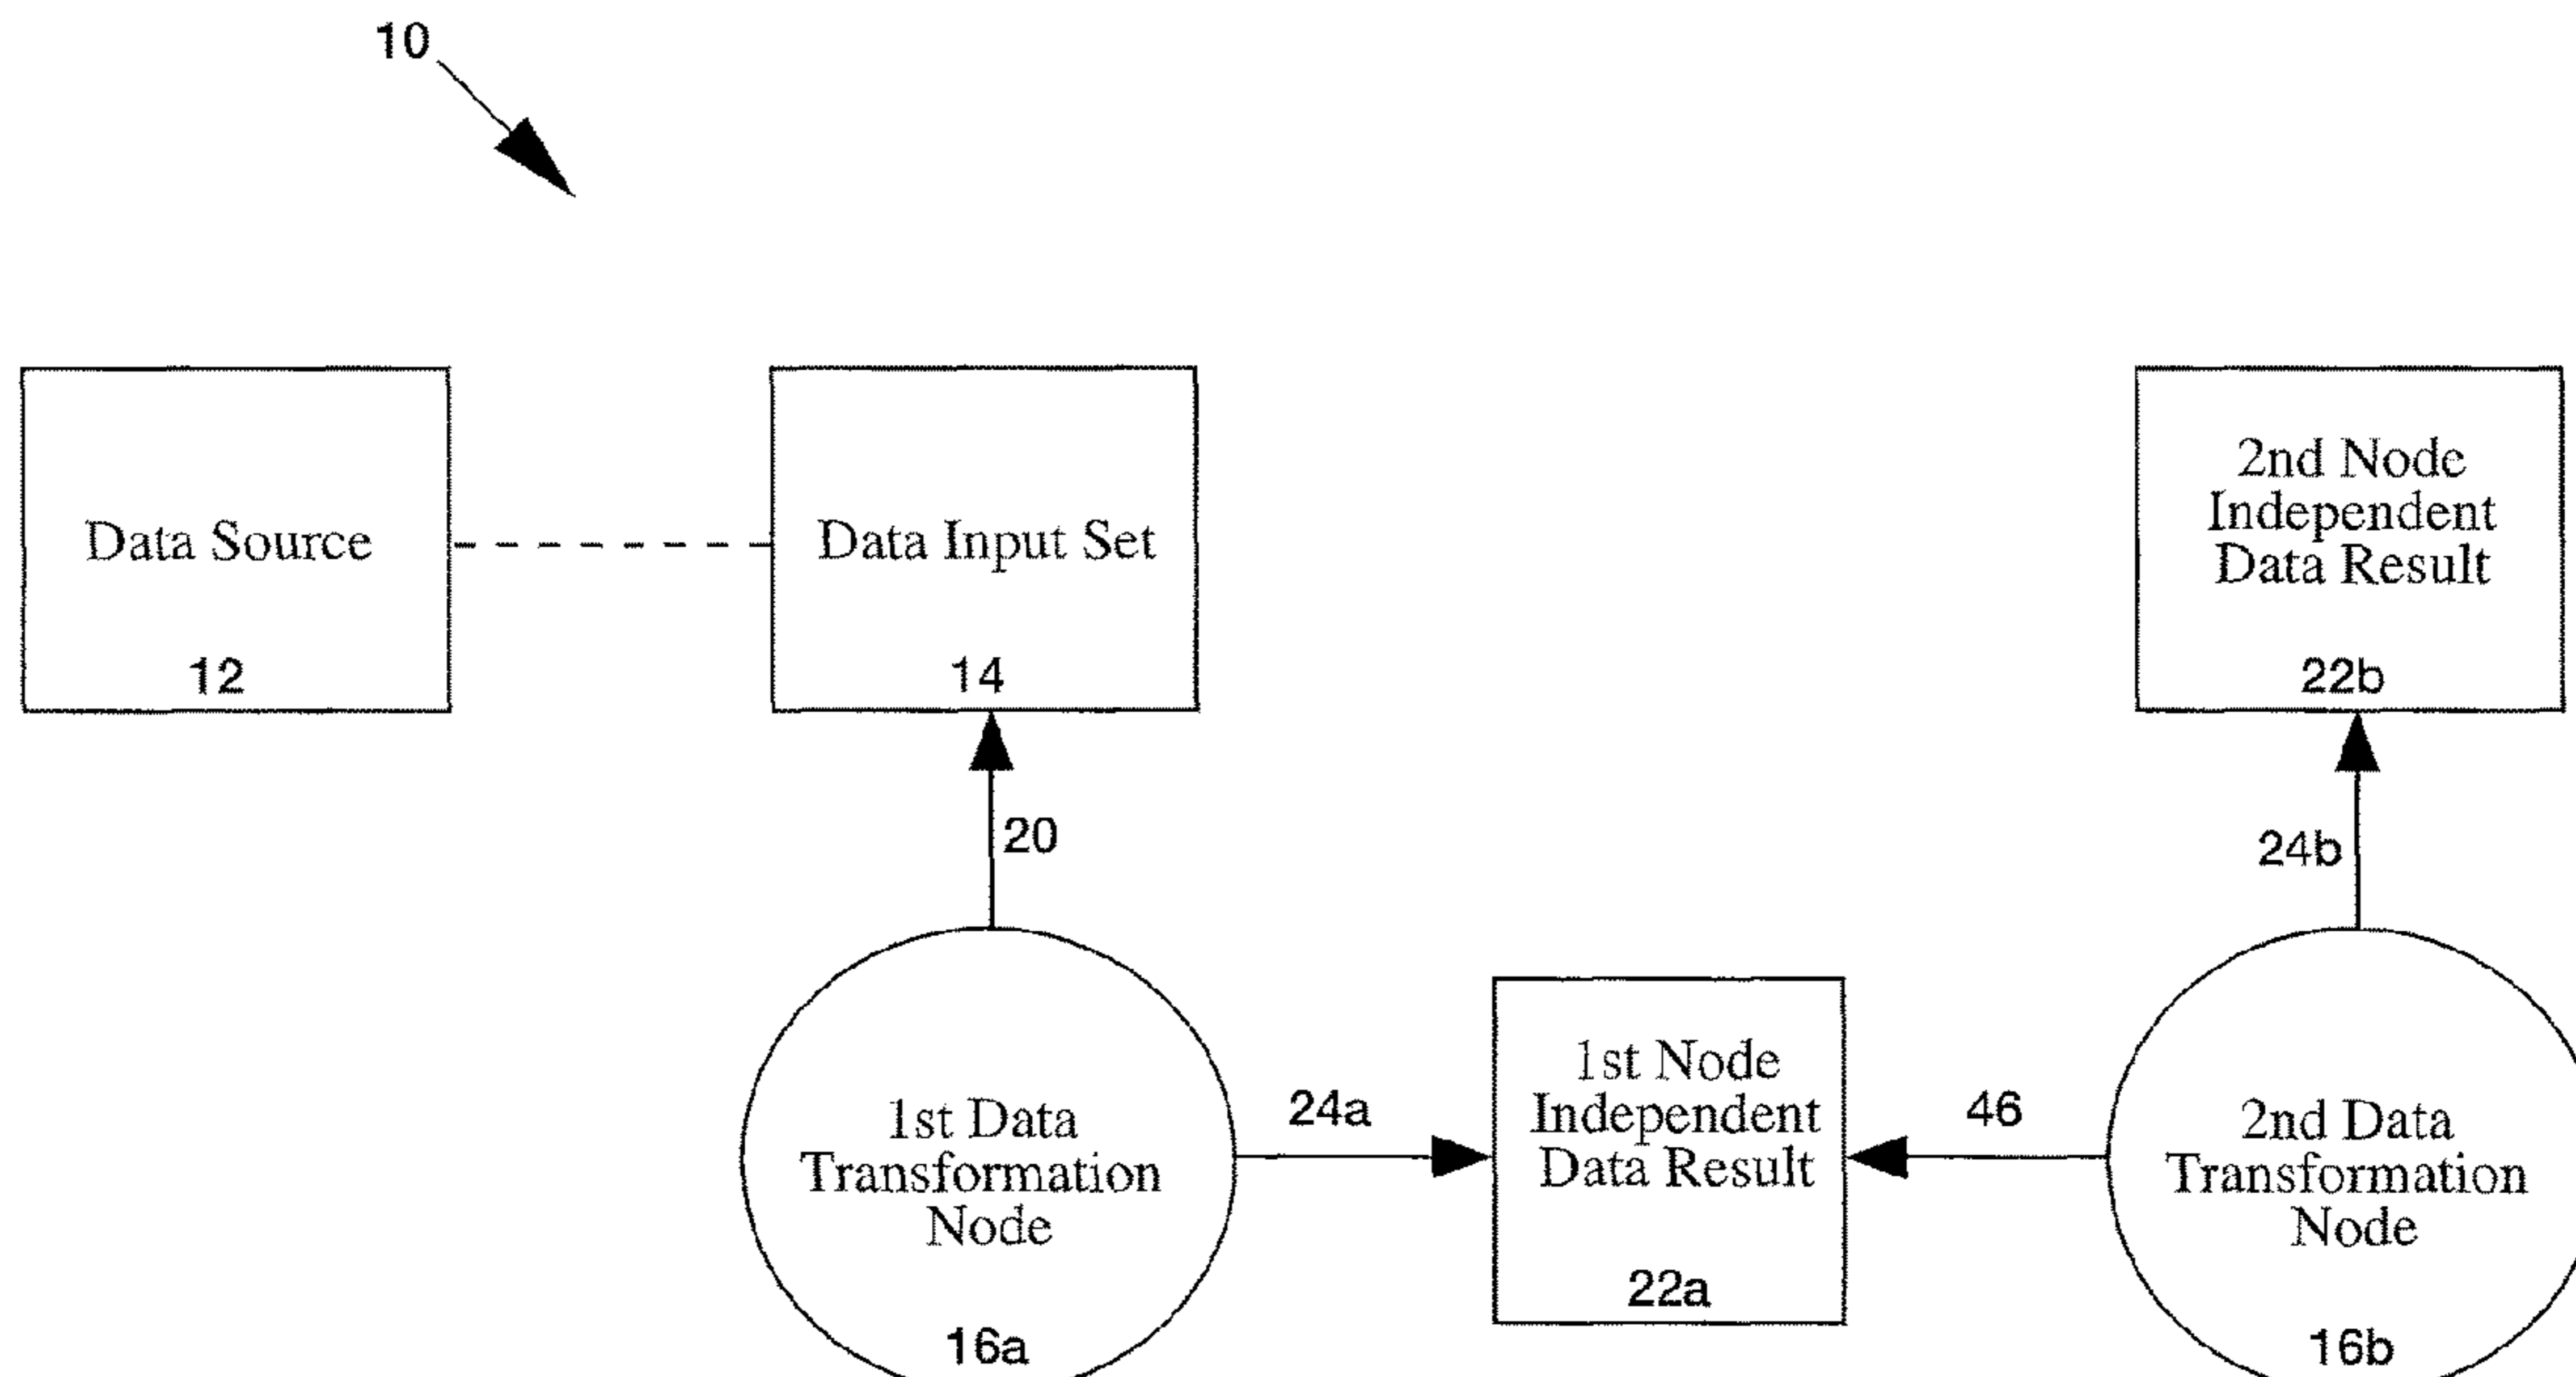 10
Data Source
12
Data Input Set
14
2nd Node
Independent
Data Result
22b
20
24b
1st Data
Transformation
Node
16a
24a
1st Node
Independent
Data Result
22a
46
2nd Data
Transformation
Node
16b